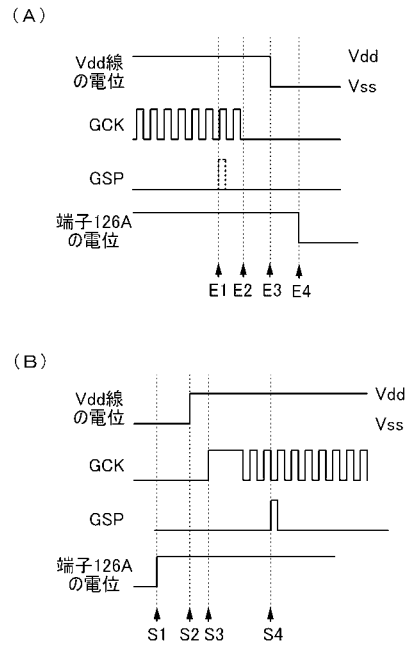 (A)
Vdd線
の電位
Vdd
Vss
GCK
GSP
端子126A
の電位
E1 E2 E3 E4
(B)
Vdd線
の電位
Vdd
Vss
GCK
GSP
端子126A
の電位
S1 S2 S3 S4